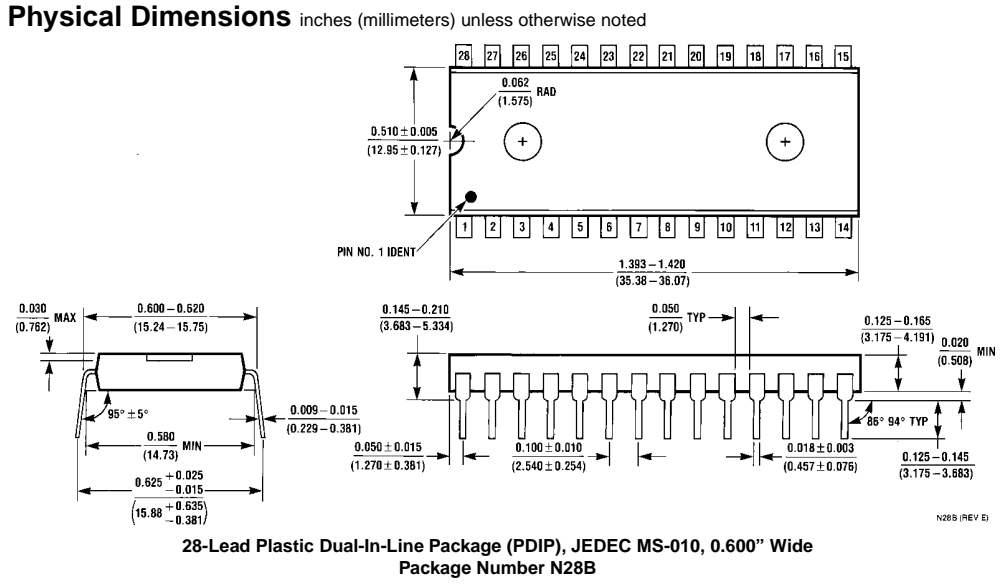 Physical Dimensions inches (millimeters) unless otherwise noted
28 27 26 25 24 23 22 21 20 19 18 17 16 15
0.062
(1.575)
RAD
0.510 ± 0.005
(12.95 ± 0.127)
1 2 3 4 5 6 7 8 9 10 11 12 13 14
PIN NO. 1 IDENT
1.393 – 1.420
(35.38 – 36.07)
0.030
(0.762)
MAX
0.600 – 0.620
(15.24 – 15.75)
95° ± 5°
0.580
(14.73)
MIN
0.009 – 0.015
(0.229 – 0.381)
0.625 + 0.025
– 0.015
(15.88 + 0.635
– 0.381)
0.145 – 0.210
(3.683 – 5.334)
0.050
(1.270)
TYP
0.125 – 0.165
(3.175 – 4.191)
0.020
(0.508)
MIN
86° 94° TYP
0.050 ± 0.015
(1.270 ± 0.381)
0.100 ± 0.010
(2.540 ± 0.254)
0.018 ± 0.003
(0.457 ± 0.076)
0.125 – 0.145
(3.175 – 3.683)
N28B (REV E)
28-Lead Plastic Dual-In-Line Package (PDIP), JEDEC MS-010, 0.600" Wide
Package Number N28B